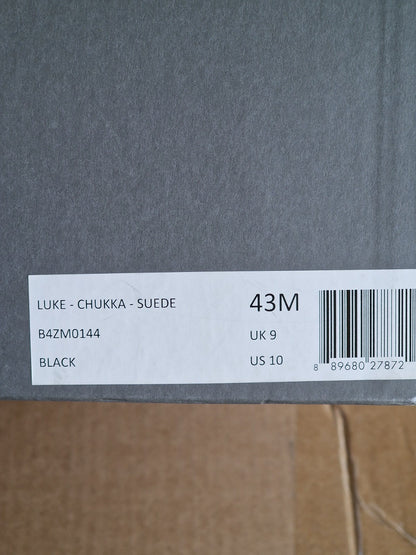 LUKE - CHUKKA - SUEDE
43M
B4ZM0144
UK 9
BLACK
US 10
8 89680 27872